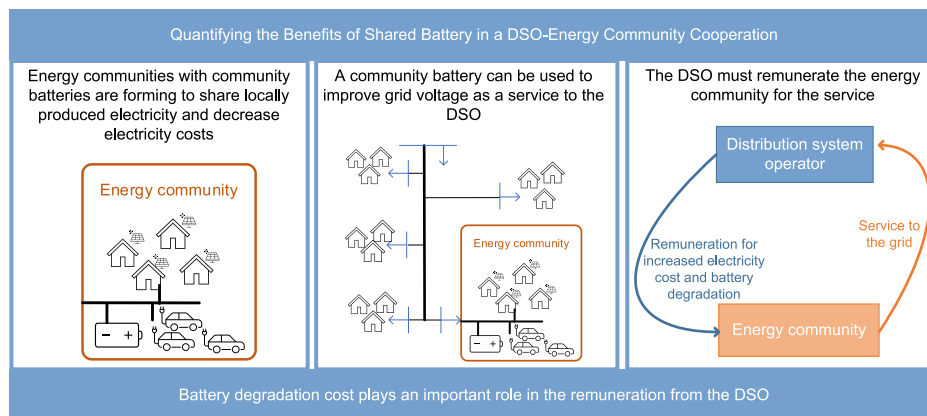 Quantifying the Benefits of Shared Battery in a DSO-Energy Community Cooperation
Energy communities with community
batteries are forming to share locally
produced electricity and decrease
electricity costs
Energy community
A community battery can be used to
improve grid voltage as a service to the
DSO
Energy community
The DSO must remunerate the energy
community for the service
Distribution system
operator
Service to
the grid
Remuneration for
increased electricity
cost and battery
degradation
Energy community
Battery degradation cost plays an important role in the remuneration from the DSO